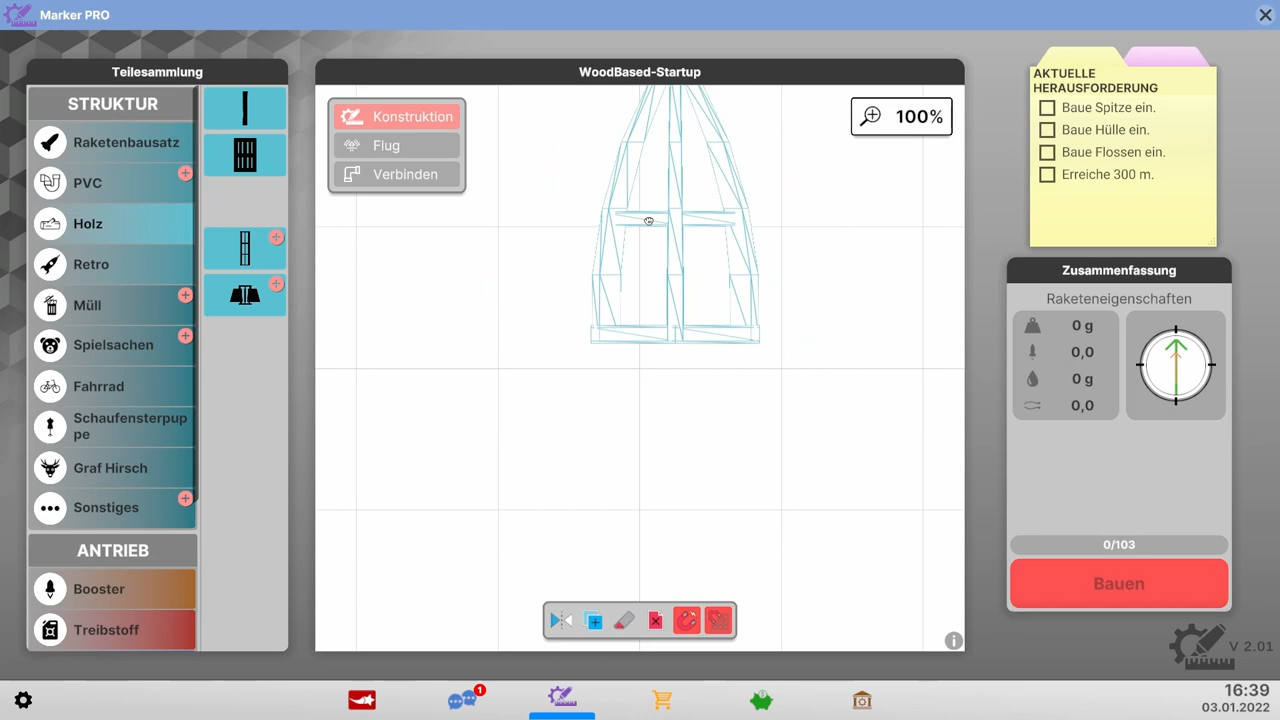 Marker PRO
Teilesammlung
STRUKTUR
Raketenbausatz
PVC
Holz
Retro
Müll
Spielsachen
Fahrrad
Schaufensterpup
pe
Graf Hirsch
Sonstiges
ANTRIEB
Booster
Treibstoff
WoodBased-Startup
Konstruktion
Flug
Verbinden
100%
AKTUELLE
HERAUSFORDERUNG
Baue Spitze ein.
Baue Hülle ein.
Baue Flossen ein.
Erreiche 300 m.
Zusammenfassung
Raketeneigenschaften
0 g
0,0
0 g
0,0
0/103
Bauen
V 2.01
1
16:39
03.01.2022